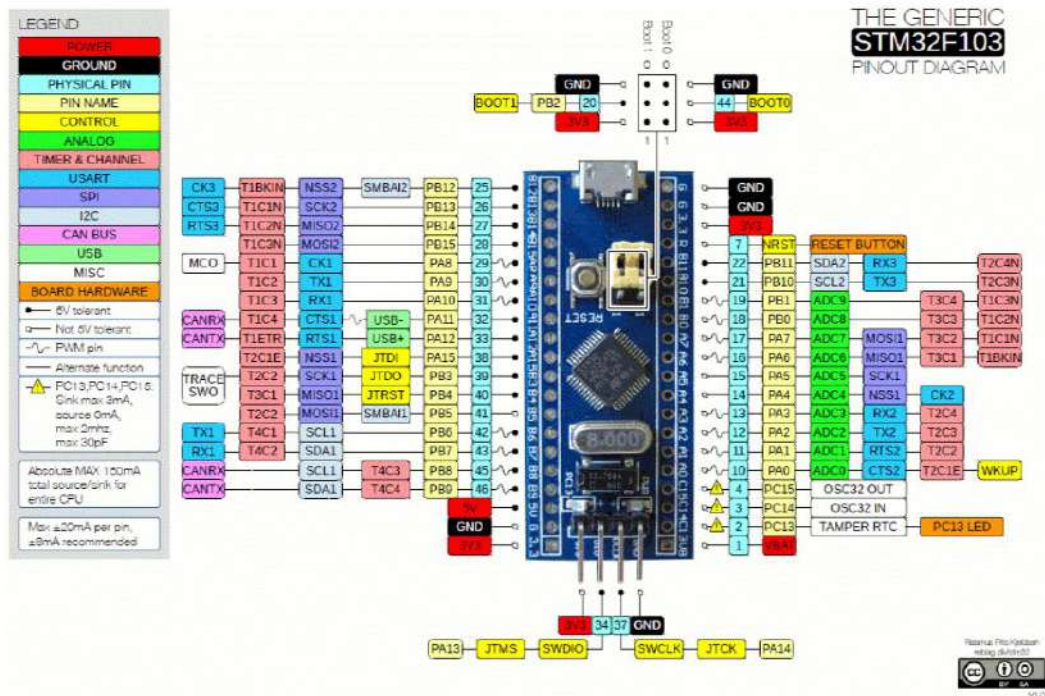 LEGEND
POWER
GROUND
PHYSICAL PIN
PIN NAME
CONTROL
ANALOG
TIMER & CHANNEL
USART
SPI
I2C
CAN BUS
USB
MISC
BOARD HARDWARE
5V tolerant
Not 5V tolerant
PWM pin
Alternate function
PC13,PC14,PC15:
Sink max 3mA,
source 0mA,
max 2mhz,
max 30pF
Absolute MAX 150mA
total source/sink for
entire CPU
Max ±20mA per pin,
±8mA recommended
THE GENERIC
STM32F103
PINOUT DIAGRAM
Boot 1 Boot 0
GND GND
BOOT1 PB2 20 44 BOOT0
3V3 3V3
CK3 T1BKIN NSS2 SMBAI2 PB12 25
CTS3 T1C1N SCK2 PB13 26
RTS3 T1C2N MISO2 PB14 27
T1C3N MOSI2 PB15 28
MCO T1C1 CK1 PA8 29
T1C2 TX1 PA9 30
T1C3 RX1 PA10 31
CANRX T1C4 CTS1 USB- PA11 32
CANTX T1ETR RTS1 USB+ PA12 33
T2C1E NSS1 JTDI PA15 38
TRACE SWO T2C2 SCK1 JTDO PB3 39
T3C1 MISO1 JTRST PB4 40
T2C2 MOSI1 SMBAI1 PB5 41
TX1 T4C1 SCL1 PB6 42
RX1 T4C2 SDA1 PB7 43
CANRX SCL1 T4C3 PB8 45
CANTX SDA1 T4C4 PB9 46
5V
GND
3V3
RESET
8.000
GND
GND
3V3
7 NRST RESET BUTTON
22 PB11 SDA2 RX3 T2C4N
21 PB10 SCL2 TX3 T2C3N
19 PB1 ADC9 T3C4 T1C3N
18 PB0 ADC8 T3C3 T1C2N
17 PA7 ADC7 MOSI1 T3C2 T1C1N
16 PA6 ADC6 MISO1 T3C1 T1BKIN
15 PA5 ADC5 SCK1
14 PA4 ADC4 NSS1 CK2
13 PA3 ADC3 RX2 T2C4
12 PA2 ADC2 TX2 T2C3
11 PA1 ADC1 RTS2 T2C2
10 PA0 ADC0 CTS2 T2C1E WKUP
4 PC15 OSC32 OUT
3 PC14 OSC32 IN
2 PC13 TAMPER RTC PC13 LED
1 VBAT
3V3 34 37 GND
PA13 JTMS SWDIO SWCLK JTCK PA14
BY SA